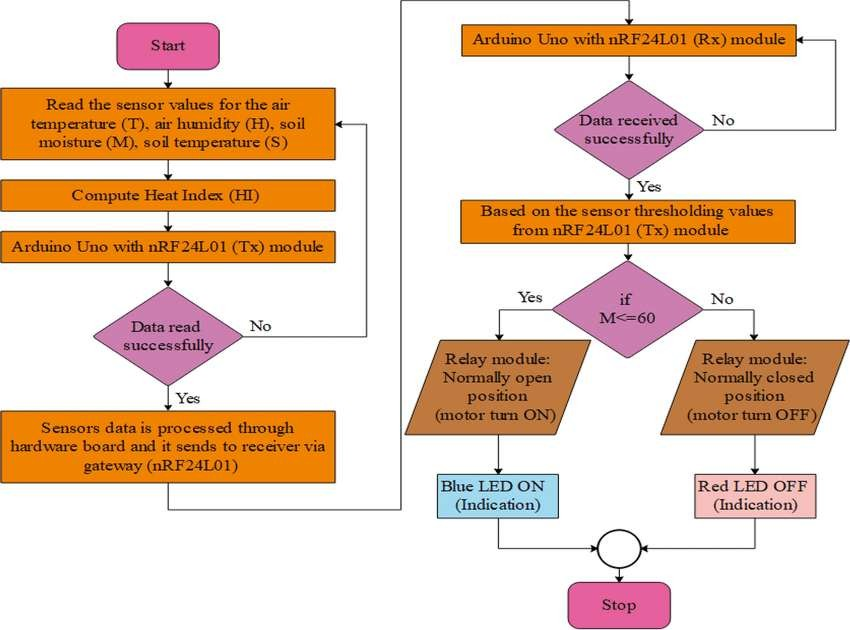 Start
Read the sensor values for the air
temperature (T), air humidity (H), soil
moisture (M), soil temperature (S)
Compute Heat Index (HI)
Arduino Uno with nRF24L01 (Tx) module
Data read
successfully
No
Yes
Sensors data is processed through
hardware board and it sends to receiver via
gateway (nRF24L01)
Arduino Uno with nRF24L01 (Rx) module
Data received
successfully
No
Yes
Based on the sensor thresholding values
from nRF24L01 (Tx) module
if
M<=60
Yes
No
Relay module:
Normally open
position
(motor turn ON)
Relay module:
Normally closed
position
(motor turn OFF)
Blue LED ON
(Indication)
Red LED OFF
(Indication)
Stop